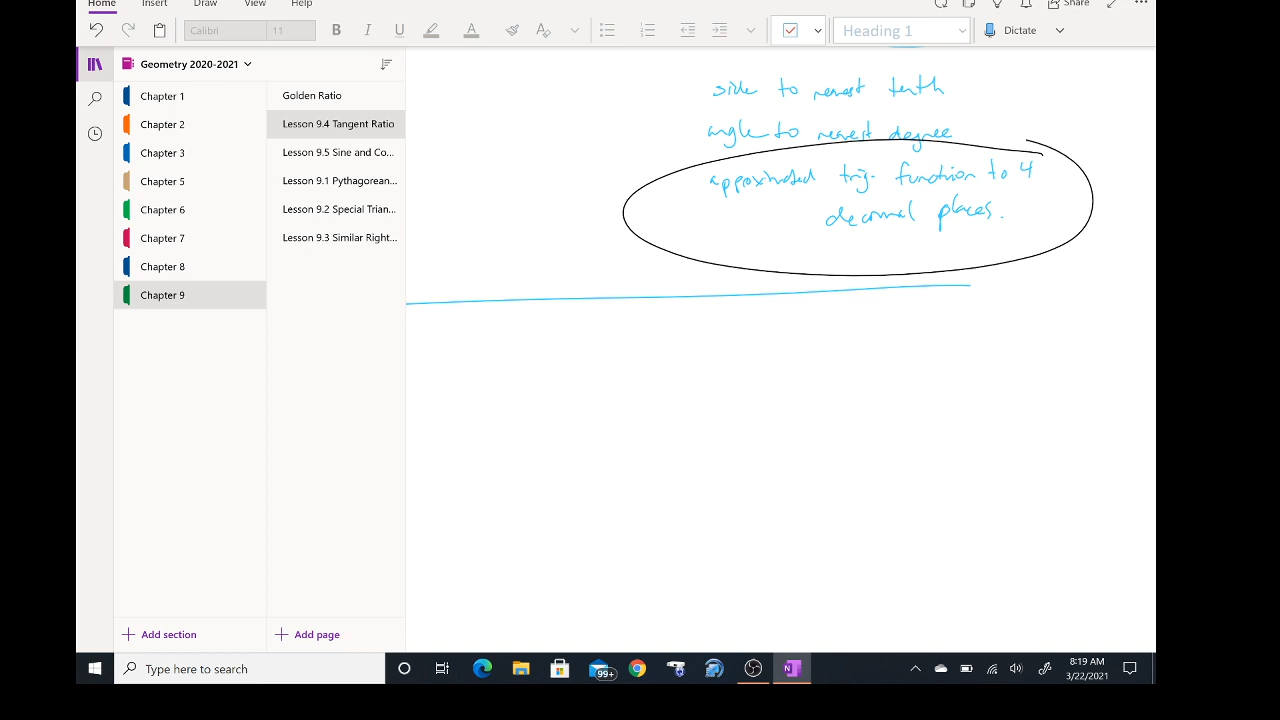 Home Insert Draw View Help Share
Calibri 11 B I U Heading 1 Dictate
Geometry 2020-2021
Chapter 1
Chapter 2
Chapter 3
Chapter 5
Chapter 6
Chapter 7
Chapter 8
Chapter 9
Golden Ratio
Lesson 9.4 Tangent Ratio
Lesson 9.5 Sine and Co...
Lesson 9.1 Pythagorean...
Lesson 9.2 Special Trian...
Lesson 9.3 Similar Right...
side to nearest tenth
angle to nearest degree
approximated trig. function to 4
decimal places.
Add section
Add page
Type here to search
99+
8:19 AM
3/22/2021